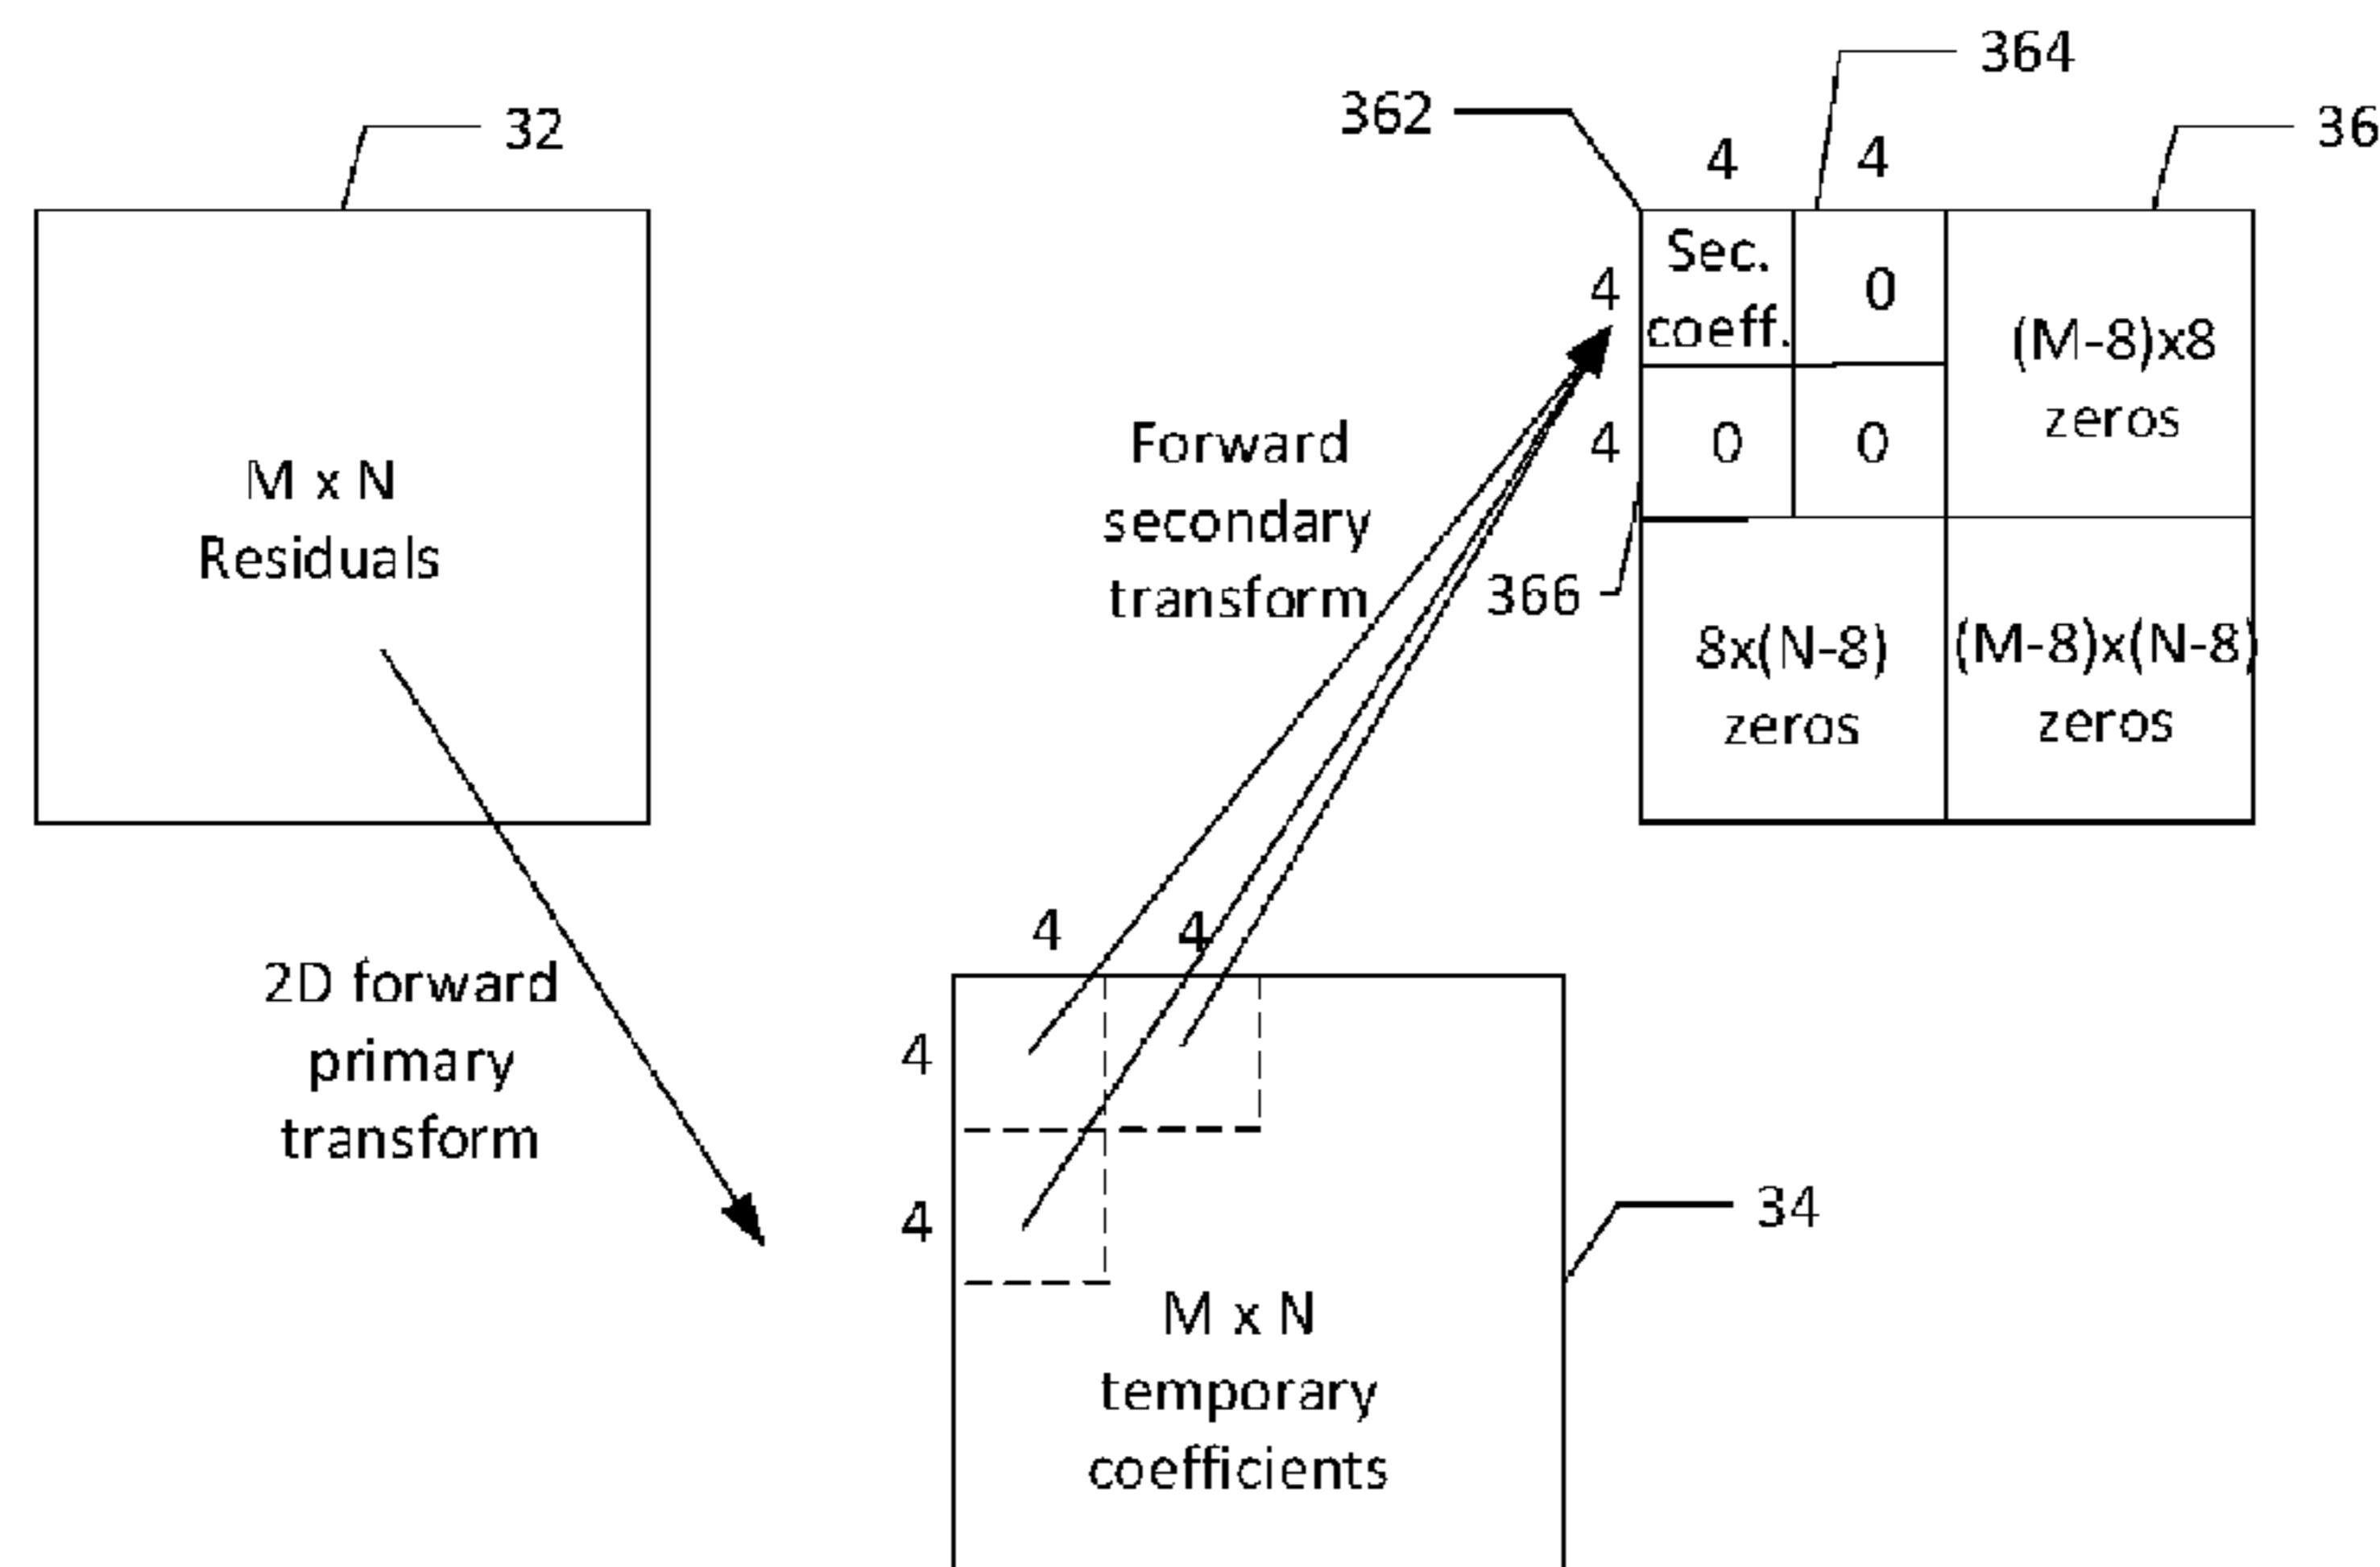 32
M x N
Residuals
2D forward
primary
transform
Forward
secondary
transform
362
364
36
4
4
4
4
Sec.
coeff.
0
0
0
(M-8)x8
zeros
366
8x(N-8)
zeros
(M-8)x(N-8)
zeros
4
4
4
4
34
M x N
temporary
coefficients